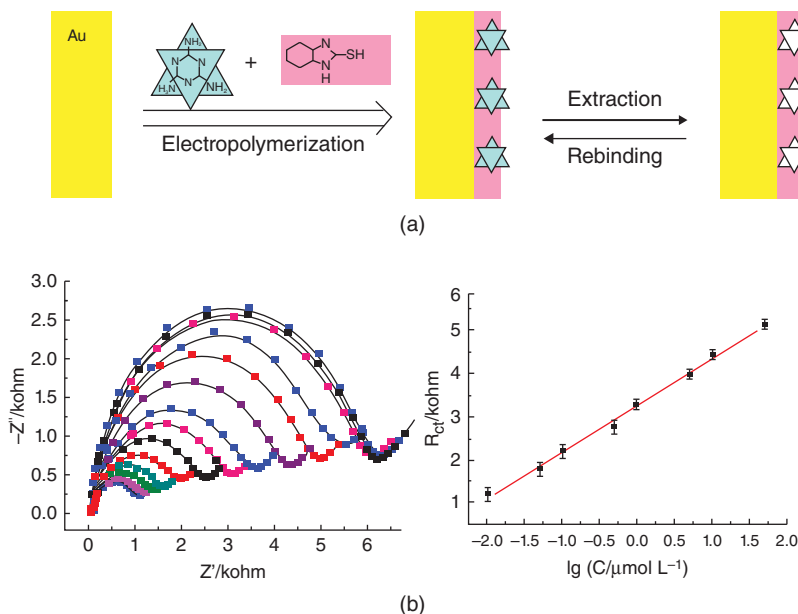 Au
NH₂
N
N
N
H₂N
NH₂
+
N
SH
N
H
Electropolymerization
Extraction
Rebinding
(a)
3.0
2.5
2.0
1.5
1.0
0.5
0.0
–Z''/kohm
0 1 2 3 4 5 6
Z'/kohm
6
5
4
3
2
1
R_ct/kohm
–2.0 –1.5 –1.0 –0.5 0.0 0.5 1.0 1.5 2.0
lg (C/μmol L⁻¹)
(b)